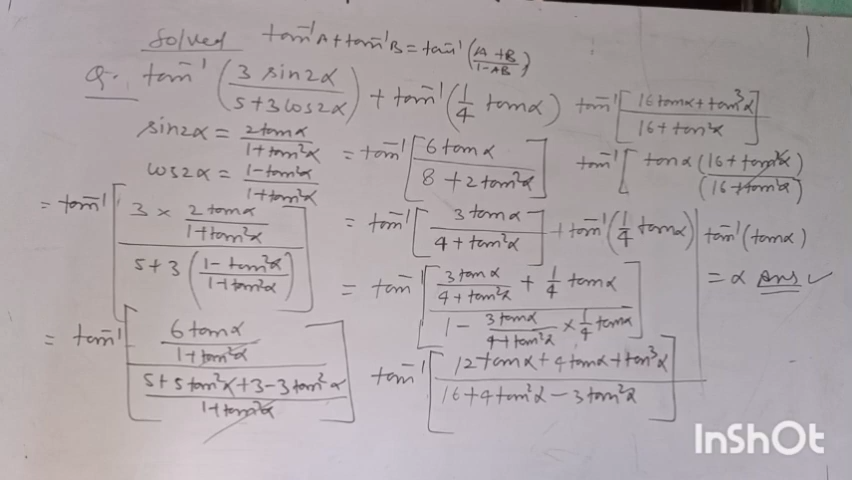 Solved tan⁻¹A + tan⁻¹B = tan⁻¹((A+B)/(1-AB))
Q. tan⁻¹((3 sin2α)/(5+3cos2α)) + tan⁻¹(1/4 tanα)
sin2α = (2tanα)/(1+tan²α)
cos2α = (1-tan²α)/(1+tan²α)
= tan⁻¹[(3 × (2tanα)/(1+tan²α))/(5+3((1-tan²α)/(1+tan²α)))]
= tan⁻¹[((6tanα)/(1+tan²α))/((5+5tan²α+3-3tan²α)/(1+tan²α))]
= tan⁻¹[(6tanα)/(8+2tan²α)]
= tan⁻¹[(3tanα)/(4+tan²α)] + tan⁻¹(1/4 tanα)
= tan⁻¹[((3tanα)/(4+tan²α) + 1/4 tanα)/(1 - (3tanα)/(4+tan²α) × 1/4 tanα)]
tan⁻¹[(12tanα+4tanα+tan³α)/(16+4tan²α-3tan²α)]
tan⁻¹[(16tanα+tan³α)/(16+tan²α)]
tan⁻¹[(tanα(16+tan²α))/(16+tan²α)]
tan⁻¹(tanα)
= α Ans ✓
InShOt